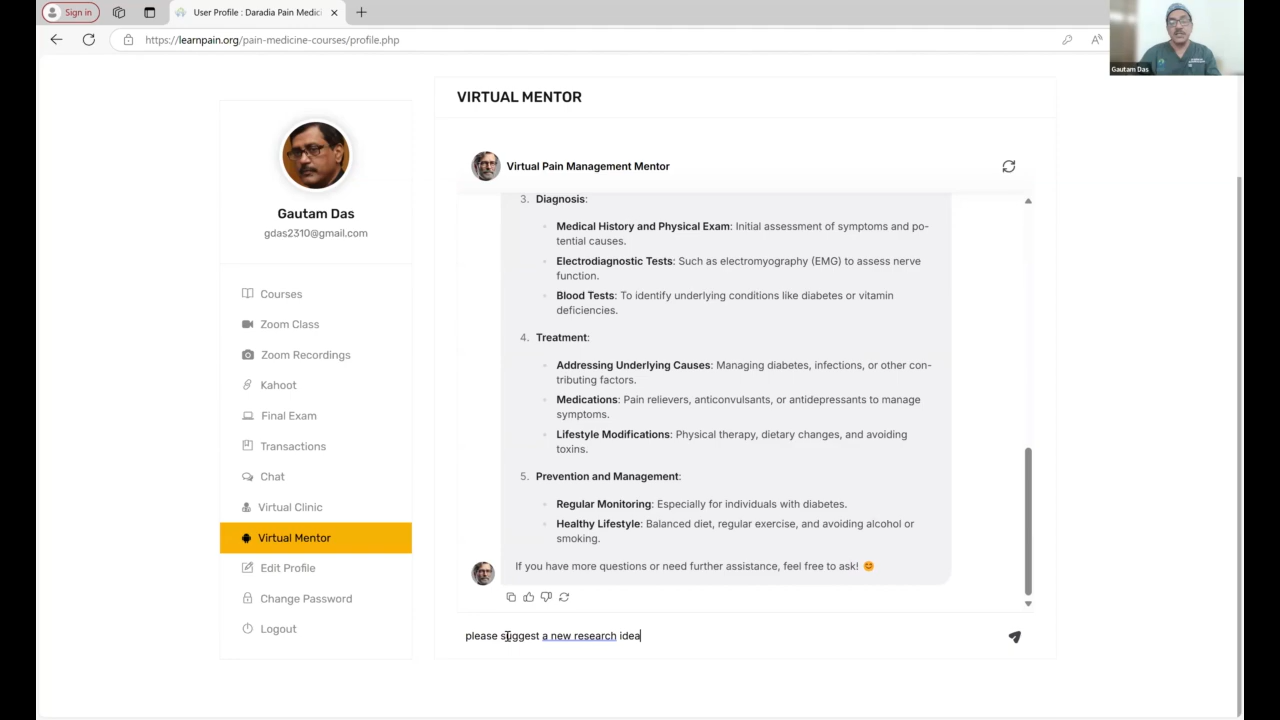 Sign in
User Profile : Daradia Pain Medic
https://learnpain.org/pain-medicine-courses/profile.php
Gautam Das
VIRTUAL MENTOR
Gautam Das
gdas2310@gmail.com
Courses
Zoom Class
Zoom Recordings
Kahoot
Final Exam
Transactions
Chat
Virtual Clinic
Virtual Mentor
Edit Profile
Change Password
Logout
Virtual Pain Management Mentor
3. Diagnosis:
Medical History and Physical Exam: Initial assessment of symptoms and po-
tential causes.
Electrodiagnostic Tests: Such as electromyography (EMG) to assess nerve
function.
Blood Tests: To identify underlying conditions like diabetes or vitamin
deficiencies.
4. Treatment:
Addressing Underlying Causes: Managing diabetes, infections, or other con-
tributing factors.
Medications: Pain relievers, anticonvulsants, or antidepressants to manage
symptoms.
Lifestyle Modifications: Physical therapy, dietary changes, and avoiding
toxins.
5. Prevention and Management:
Regular Monitoring: Especially for individuals with diabetes.
Healthy Lifestyle: Balanced diet, regular exercise, and avoiding alcohol or
smoking.
If you have more questions or need further assistance, feel free to ask! 😊
please suggest a new research idea